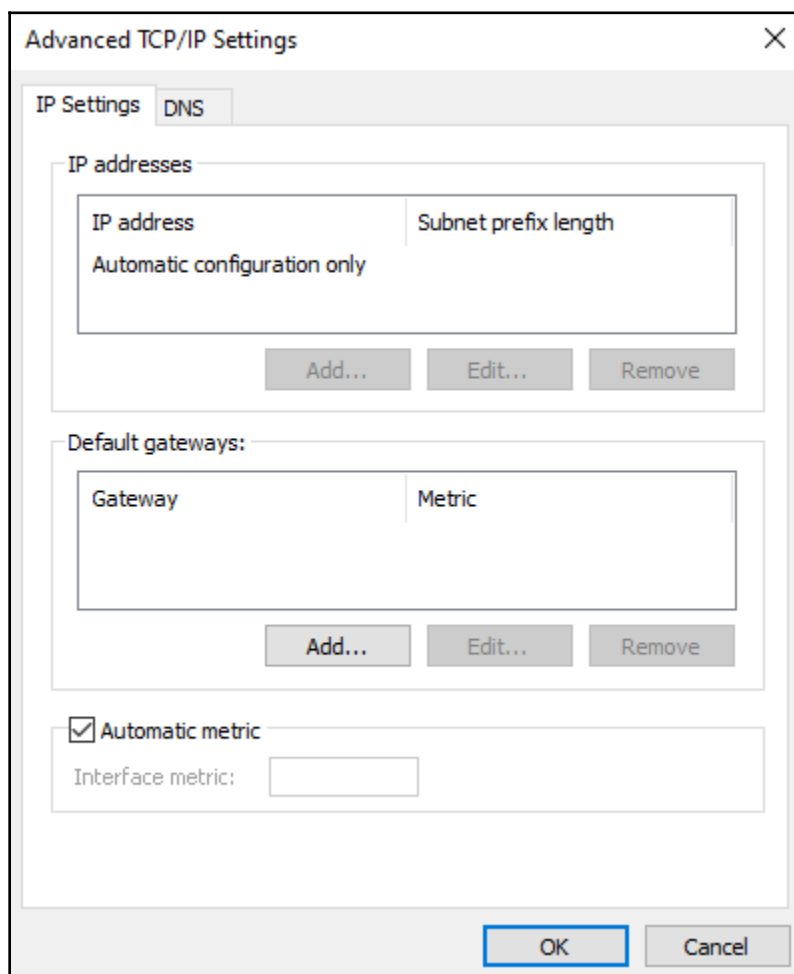 Advanced TCP/IP Settings
IP Settings DNS
IP addresses
IP address Subnet prefix length
Automatic configuration only
Add... Edit... Remove
Default gateways:
Gateway Metric
Add... Edit... Remove
Automatic metric
Interface metric:
OK Cancel